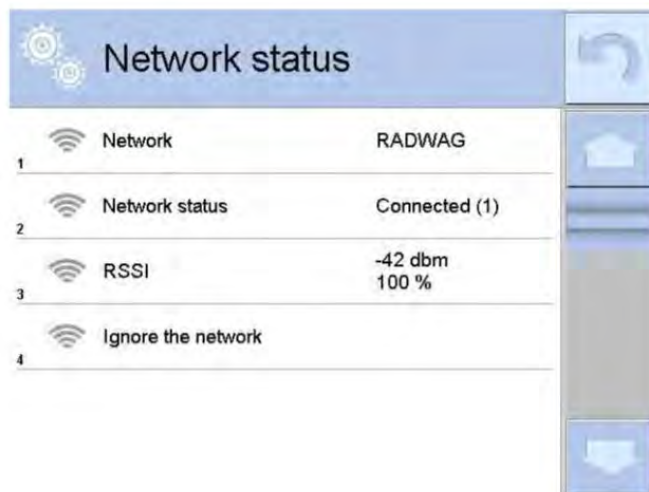 Network status
1 Network RADWAG
2 Network status Connected (1)
3 RSSI -42 dbm
100 %
4 Ignore the network